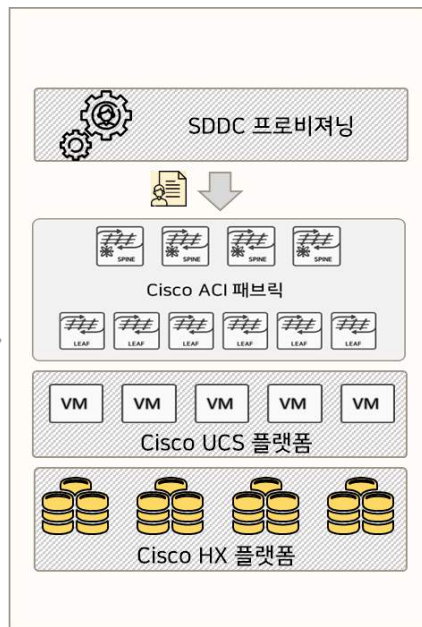 SDDC 프로비져닝
SPINE SPINE SPINE SPINE
Cisco ACI 패브릭
LEAF LEAF LEAF LEAF LEAF LEAF
VM VM VM VM VM
Cisco UCS 플랫폼
Cisco HX 플랫폼